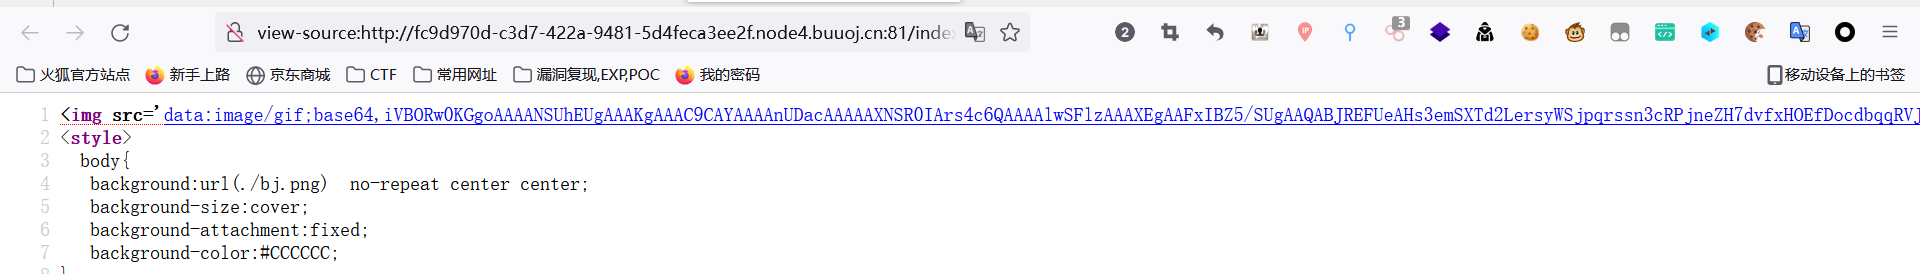 view-source:http://fc9d970d-c3d7-422a-9481-5d4feca3ee2f.node4.buuoj.cn:81/inde
2
IP
3
火狐官方站点 新手上路 京东商城 CTF 常用网址 漏洞复现,EXP,POC 我的密码 移动设备上的书签
1 <img src='data:image/gif;base64,iVBORw0KGgoAAAANSUhEUgAAAKgAAAC9CAYAAAAnUDacAAAAAXNSR0IArs4c6QAAAAlwSFlzAAAXEgAAFxIBZ5/SUgAAQABJREFUeAHs3emSXTd2LersyWSjpqrssn3cRPjneZH7dvfxHOEfDocdbqqRVJ
2 <style>
3 body{
4 background:url(./bj.png) no-repeat center center;
5 background-size:cover;
6 background-attachment:fixed;
7 background-color:#CCCCCC;
8 }